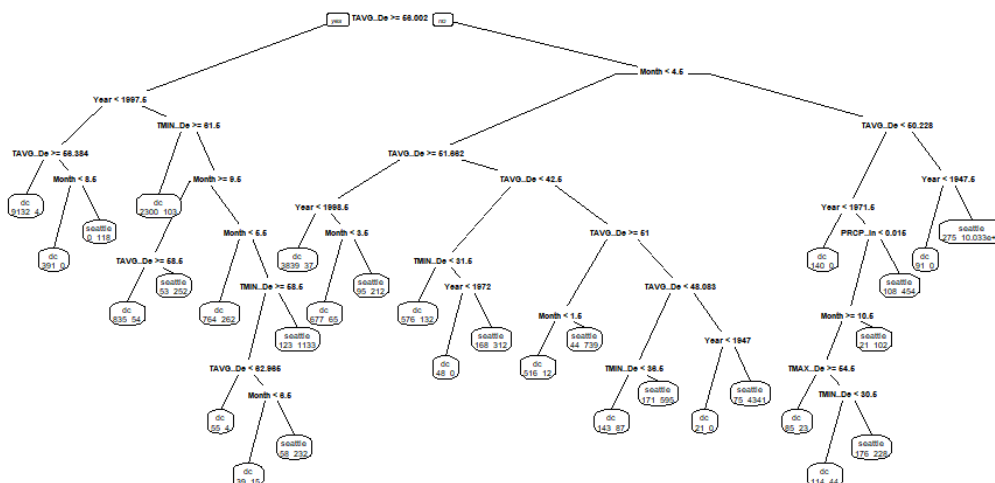 yes TAVG..De >= 56.002 no
Month < 4.5
Year < 1997.5
TMIN..De >= 61.5
TAVG..De < 50.228
TAVG..De >= 56.384
TAVG..De >= 51.662
Month < 8.5
Month >= 9.5
TAVG..De < 42.5
Year < 1947.5
dc
9132 4
dc
2300 103
Year < 1998.5
Year < 1971.5
seattle
0 118
Month < 5.5
Month < 3.5
TAVG..De >= 51
PRCP..In < 0.015
seattle
275 10.033e+
dc
391 0
TAVG..De >= 58.5
dc
3839 37
TMIN..De < 31.5
dc
140 0
dc
91 0
seattle
53 252
TMIN..De >= 58.5
seattle
95 212
Year < 1972
TAVG..De < 48.083
seattle
108 454
dc
835 54
dc
764 262
dc
677 65
dc
576 132
Month < 1.5
Month >= 10.5
seattle
123 1133
seattle
168 312
seattle
44 739
Year < 1947
seattle
21 102
TAVG..De < 62.965
dc
48 0
dc
516 12
TMIN..De < 36.5
TMAX..De >= 54.5
Month < 6.5
seattle
171 595
seattle
75 4341
TMIN..De < 30.5
dc
55 4
dc
143 87
dc
21 0
dc
85 23
seattle
58 232
seattle
176 228
dc
39 15
dc
114 44